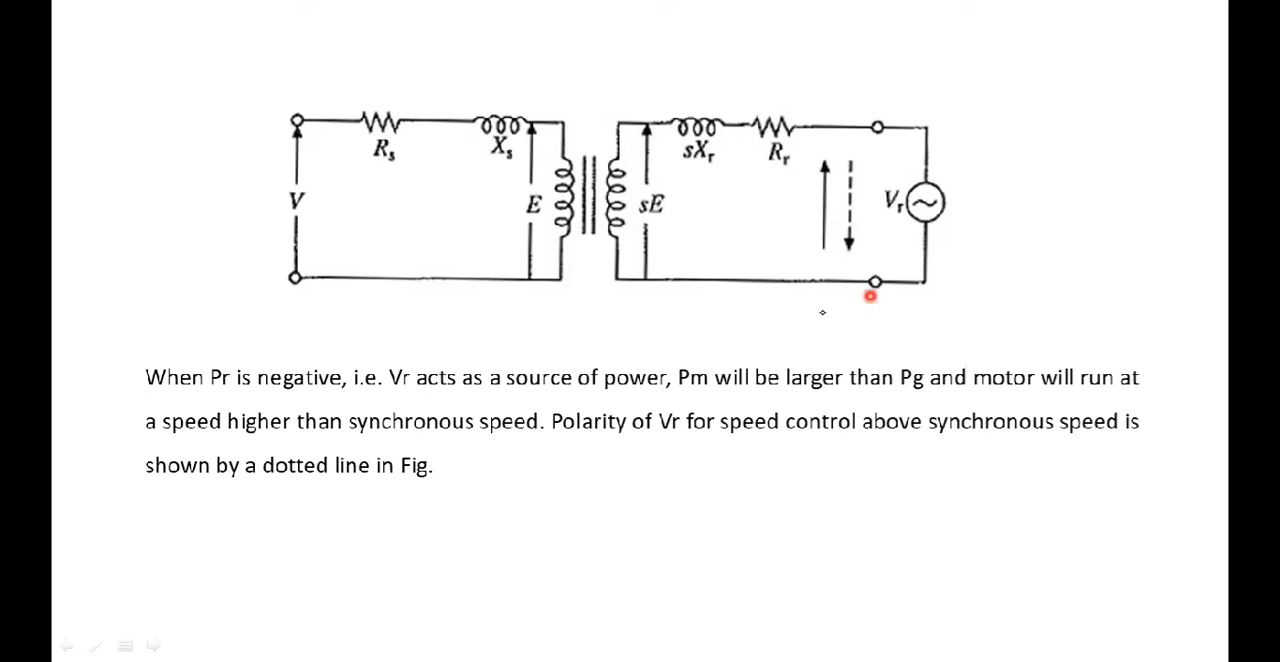 Rs
Xs
sXr
Rr
V
E
sE
Vr
When Pr is negative, i.e. Vr acts as a source of power, Pm will be larger than Pg and motor will run at
a speed higher than synchronous speed. Polarity of Vr for speed control above synchronous speed is
shown by a dotted line in Fig.